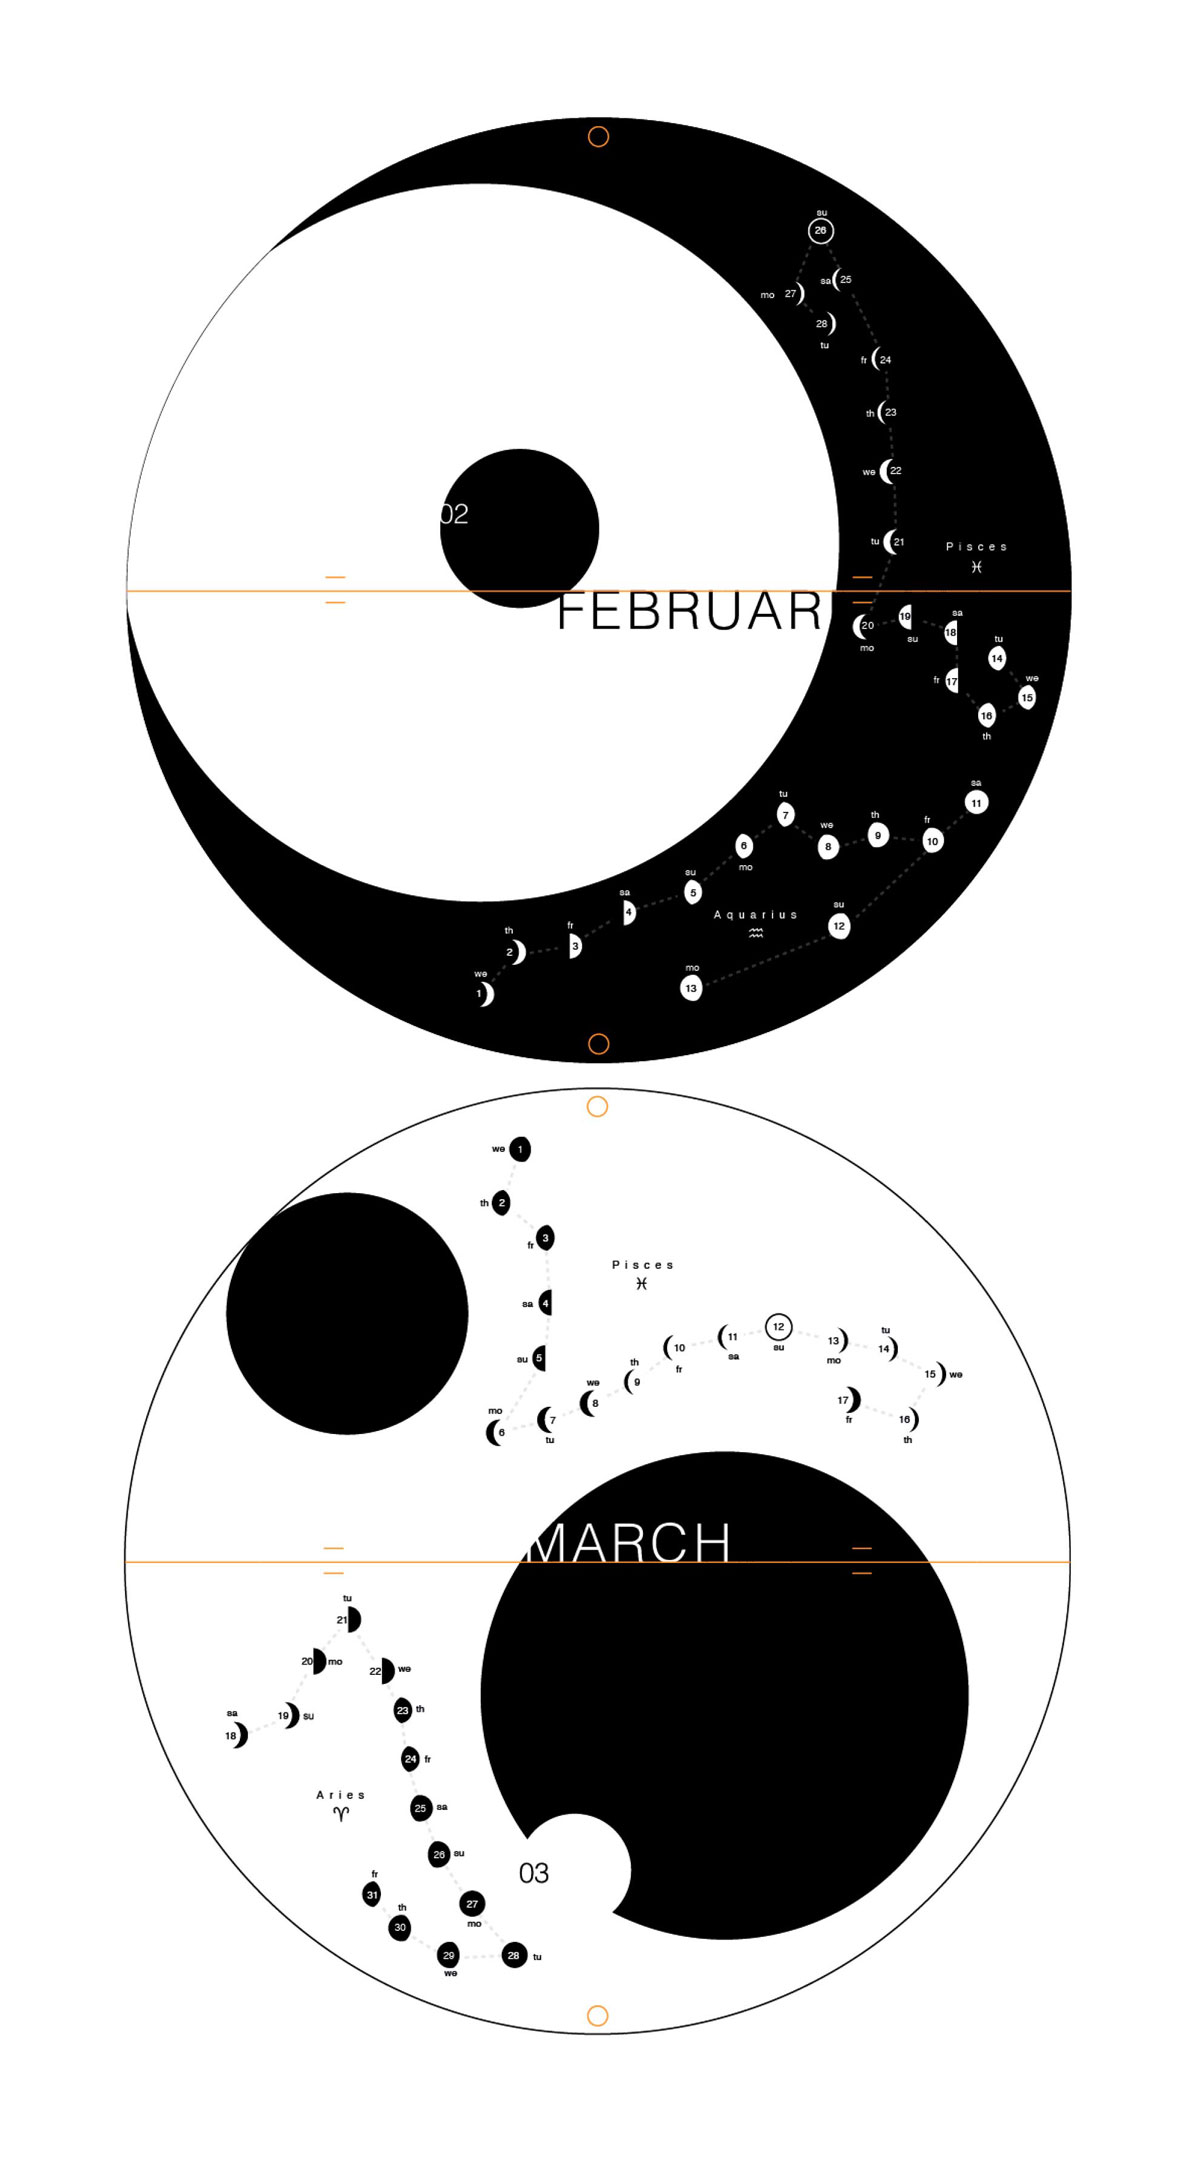 su
26
sa 25
mo 27
28
tu
fr 24
th 23
we 22
02
tu 21
Pisces
♓
FEBRUAR
20
mo
19
su
sa
18
tu
14
fr 17
we
15
16
th
sa
11
tu
7
we
8
th
9
fr
10
6
mo
su
5
sa
4
Aquarius
♒
su
12
fr
3
th
2
we
1
mo
13
we 1
th 2
fr 3
Pisces
♓
sa 4
su 5
mo
6
7
tu
we
8
th
9
10
fr
11
sa
12
su
13
mo
tu
14
15 we
17
fr
16
th
MARCH
tu
21
20 mo
22 we
19 su
sa
18
23 th
24 fr
Aries
♈
25 sa
26 su
03
fr
31
th
30
27
mo
29
we
28 tu